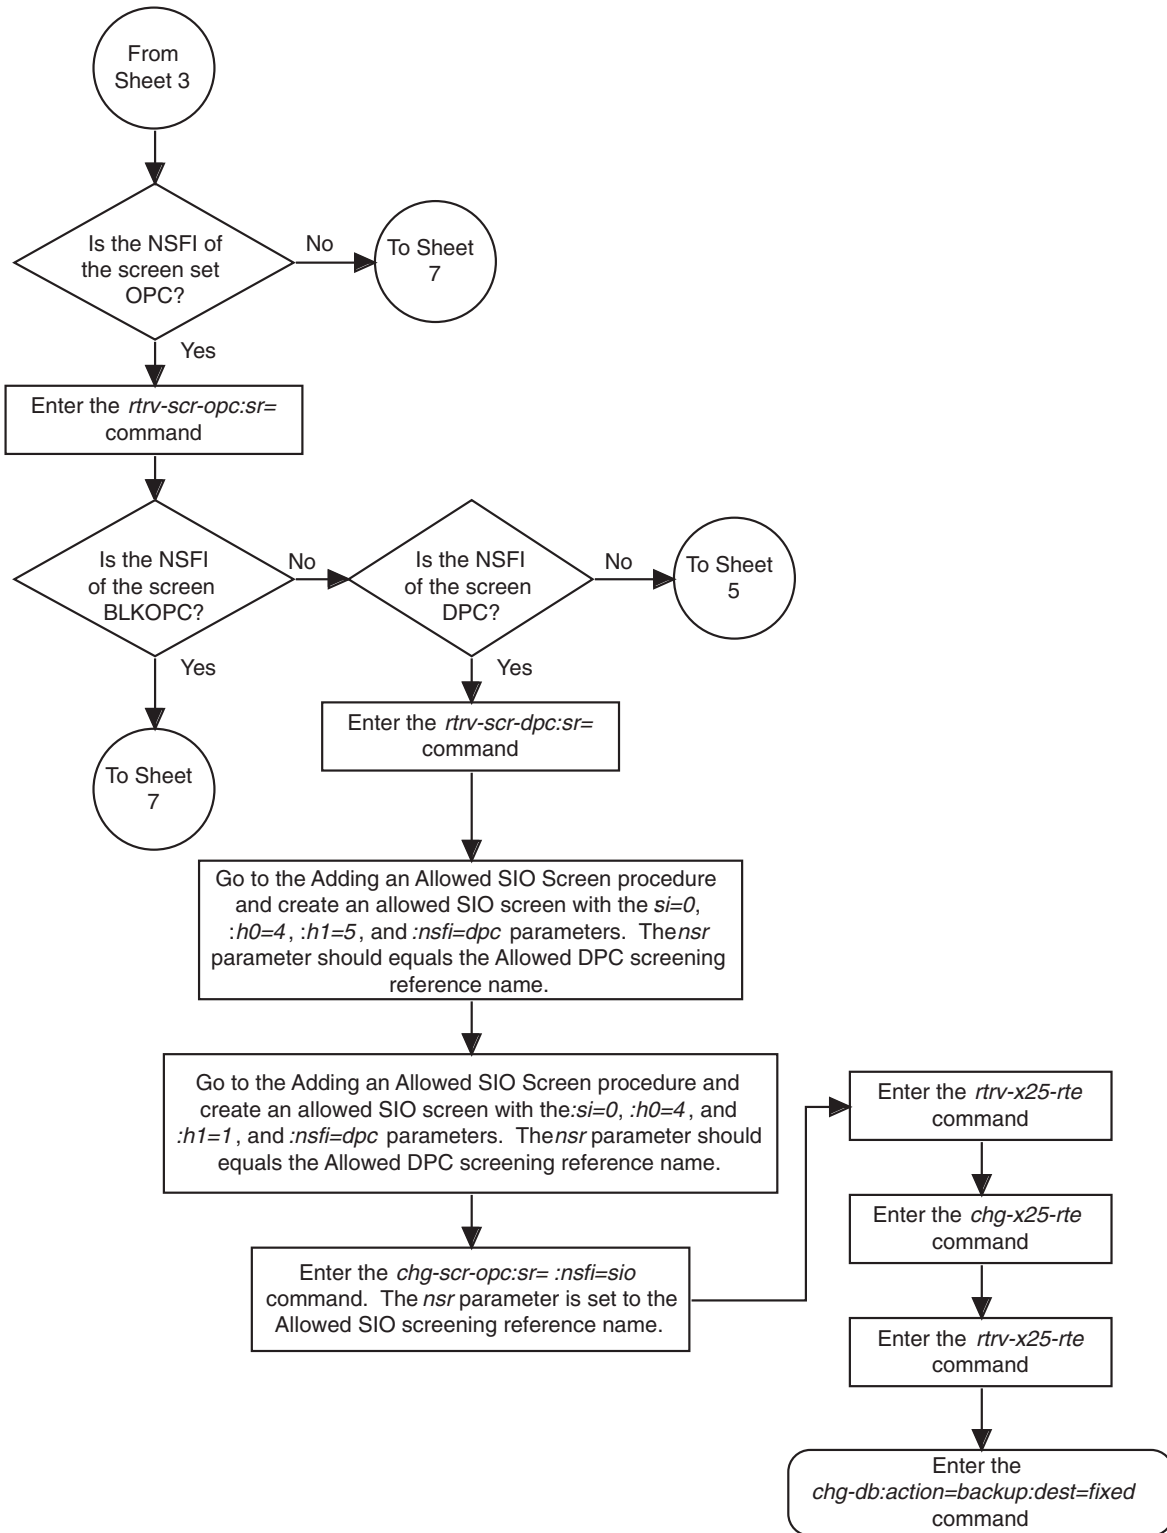 From
Sheet 3
Is the NSFI of
the screen set
OPC?
No
To Sheet
7
Yes
Enter the rtrv-scr-opc:sr=
command
Is the NSFI
of the screen
BLKOPC?
No
Is the NSFI
of the screen
DPC?
No
To Sheet
5
Yes
To Sheet
7
Yes
Enter the rtrv-scr-dpc:sr=
command
Go to the Adding an Allowed SIO Screen procedure
and create an allowed SIO screen with the si=0,
:h0=4, :h1=5, and :nsfi=dpc parameters. The nsr
parameter should equals the Allowed DPC screening
reference name.
Go to the Adding an Allowed SIO Screen procedure and
create an allowed SIO screen with the :si=0, :h0=4, and
:h1=1, and :nsfi=dpc parameters. The nsr parameter should
equals the Allowed DPC screening reference name.
Enter the chg-scr-opc:sr= :nsfi=sio
command. The nsr parameter is set to the
Allowed SIO screening reference name.
Enter the rtrv-x25-rte
command
Enter the chg-x25-rte
command
Enter the rtrv-x25-rte
command
Enter the
chg-db:action=backup:dest=fixed
command